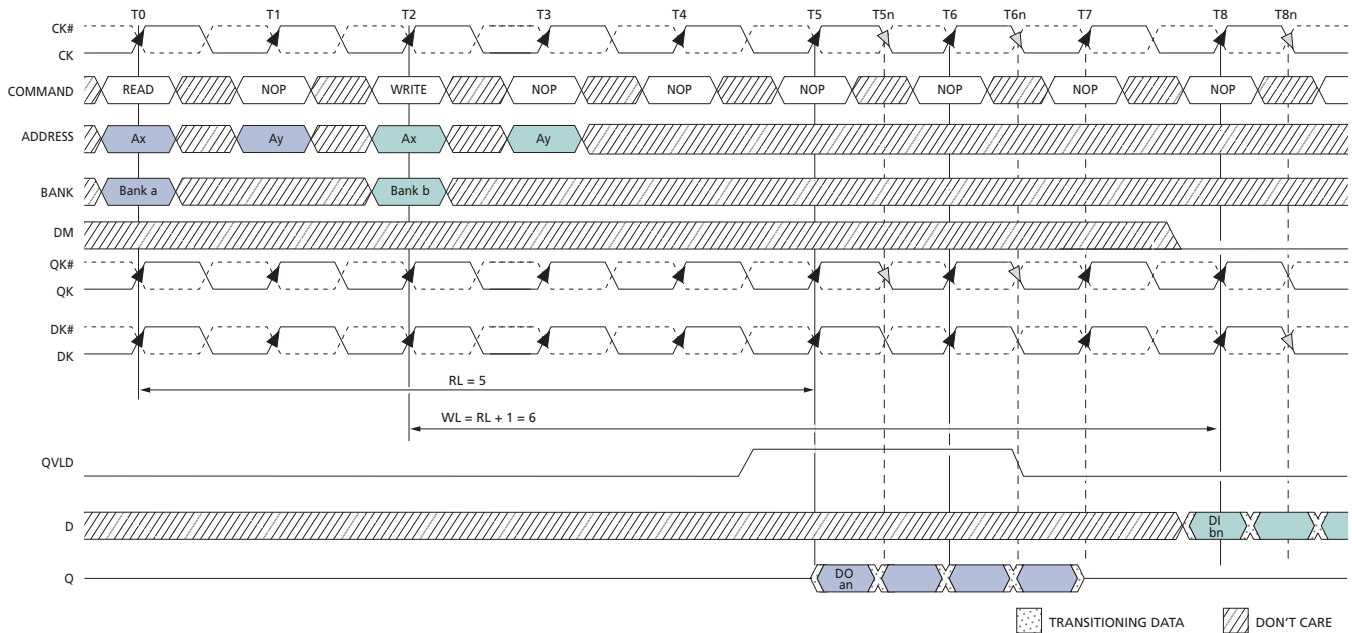 T0 T1 T2 T3 T4 T5 T5n T6 T6n T7 T8 T8n
CK#
CK
COMMAND READ NOP WRITE NOP NOP NOP NOP NOP NOP
ADDRESS Ax Ay Ax Ay
BANK Bank a Bank b
DM
QK#
QK
DK#
DK
RL = 5
WL = RL + 1 = 6
QVLD
D DI bn
Q DO an
TRANSITIONING DATA DON'T CARE